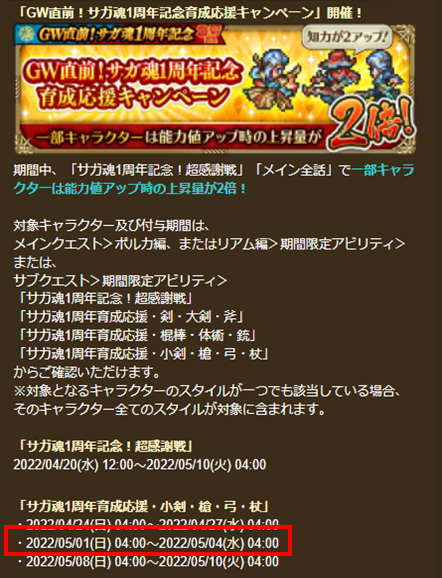 「GW直前！サガ魂1周年記念育成応援キャンペーン」開催！
GW直前！サガ魂1周年記念
知力が2アップ！
GW直前！サガ魂1周年記念
育成応援キャンペーン
2倍！
一部キャラクターは能力値アップ時の上昇量が
期間中、「サガ魂1周年記念！超感謝戦」「メイン全話」で一部キャラ
クターは能力値アップ時の上昇量が2倍！
対象キャラクター及び付与期間は、
メインクエスト＞ポルカ編、またはリアム編＞期間限定アビリティ＞
または、
サブクエスト＞期間限定アビリティ＞
「サガ魂1周年記念！超感謝戦」
「サガ魂1周年育成応援・剣・大剣・斧」
「サガ魂1周年育成応援・棍棒・体術・銃」
「サガ魂1周年育成応援・小剣・槍・弓・杖」
からご確認いただけます。
※対象となるキャラクターのスタイルが一つでも該当している場合、
そのキャラクター全てのスタイルが対象に含まれます。
「サガ魂1周年記念！超感謝戦」
2022/04/20(水) 12:00～2022/05/10(火) 04:00
「サガ魂1周年育成応援・小剣・槍・弓・杖」
・2022/04/24(日) 04:00～2022/04/27(水) 04:00
・2022/05/01(日) 04:00～2022/05/04(水) 04:00
・2022/05/08(日) 04:00～2022/05/10(火) 04:00